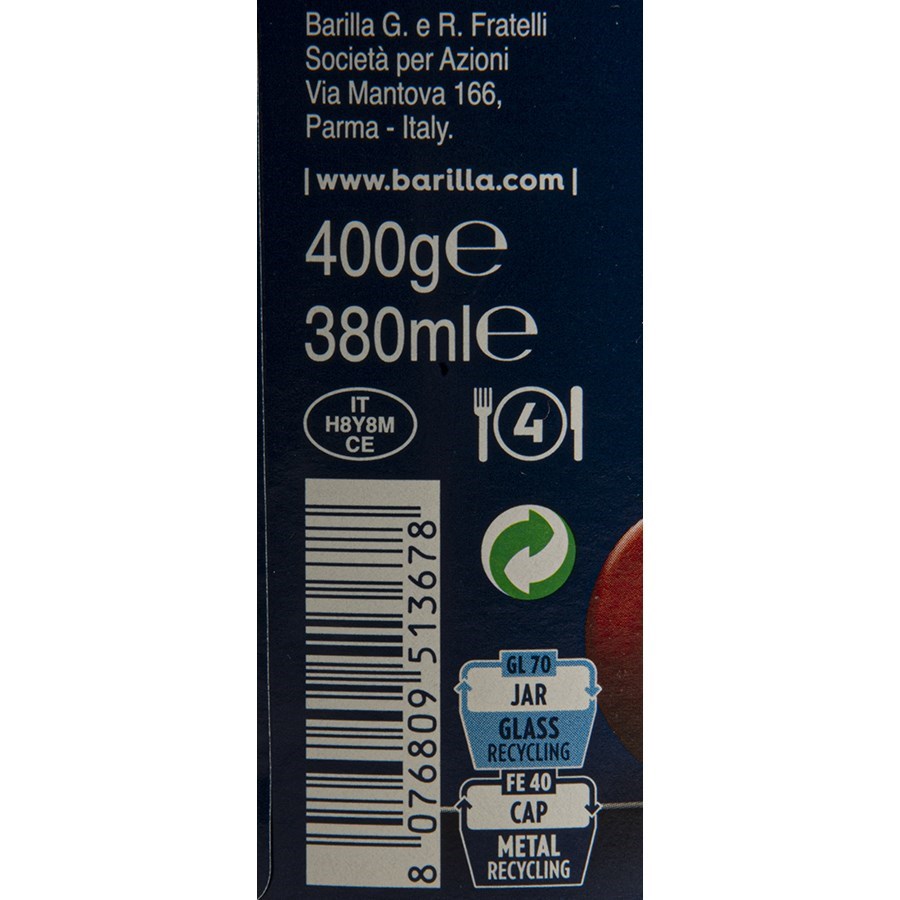 Barilla G. e R. Fratelli
Società per Azioni
Via Mantova 166,
Parma - Italy.
|www.barilla.com|
400g℮
380ml℮
IT
H8Y8M
CE
4
8 076809 513678
GL 70
JAR
GLASS
RECYCLING
FE 40
CAP
METAL
RECYCLING